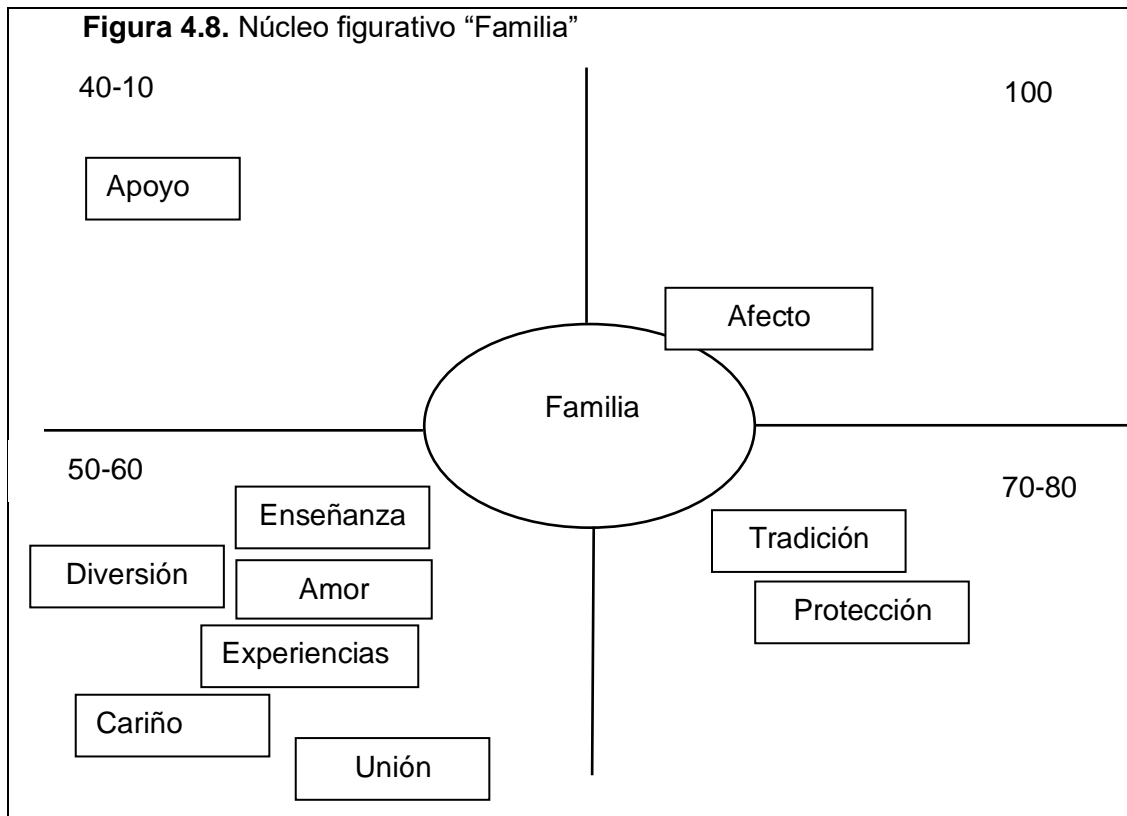 Figura 4.8. Núcleo figurativo “Familia”
40-10
100
Apoyo
Afecto
Familia
50-60
70-80
Enseñanza
Tradición
Diversión
Amor
Protección
Experiencias
Cariño
Unión